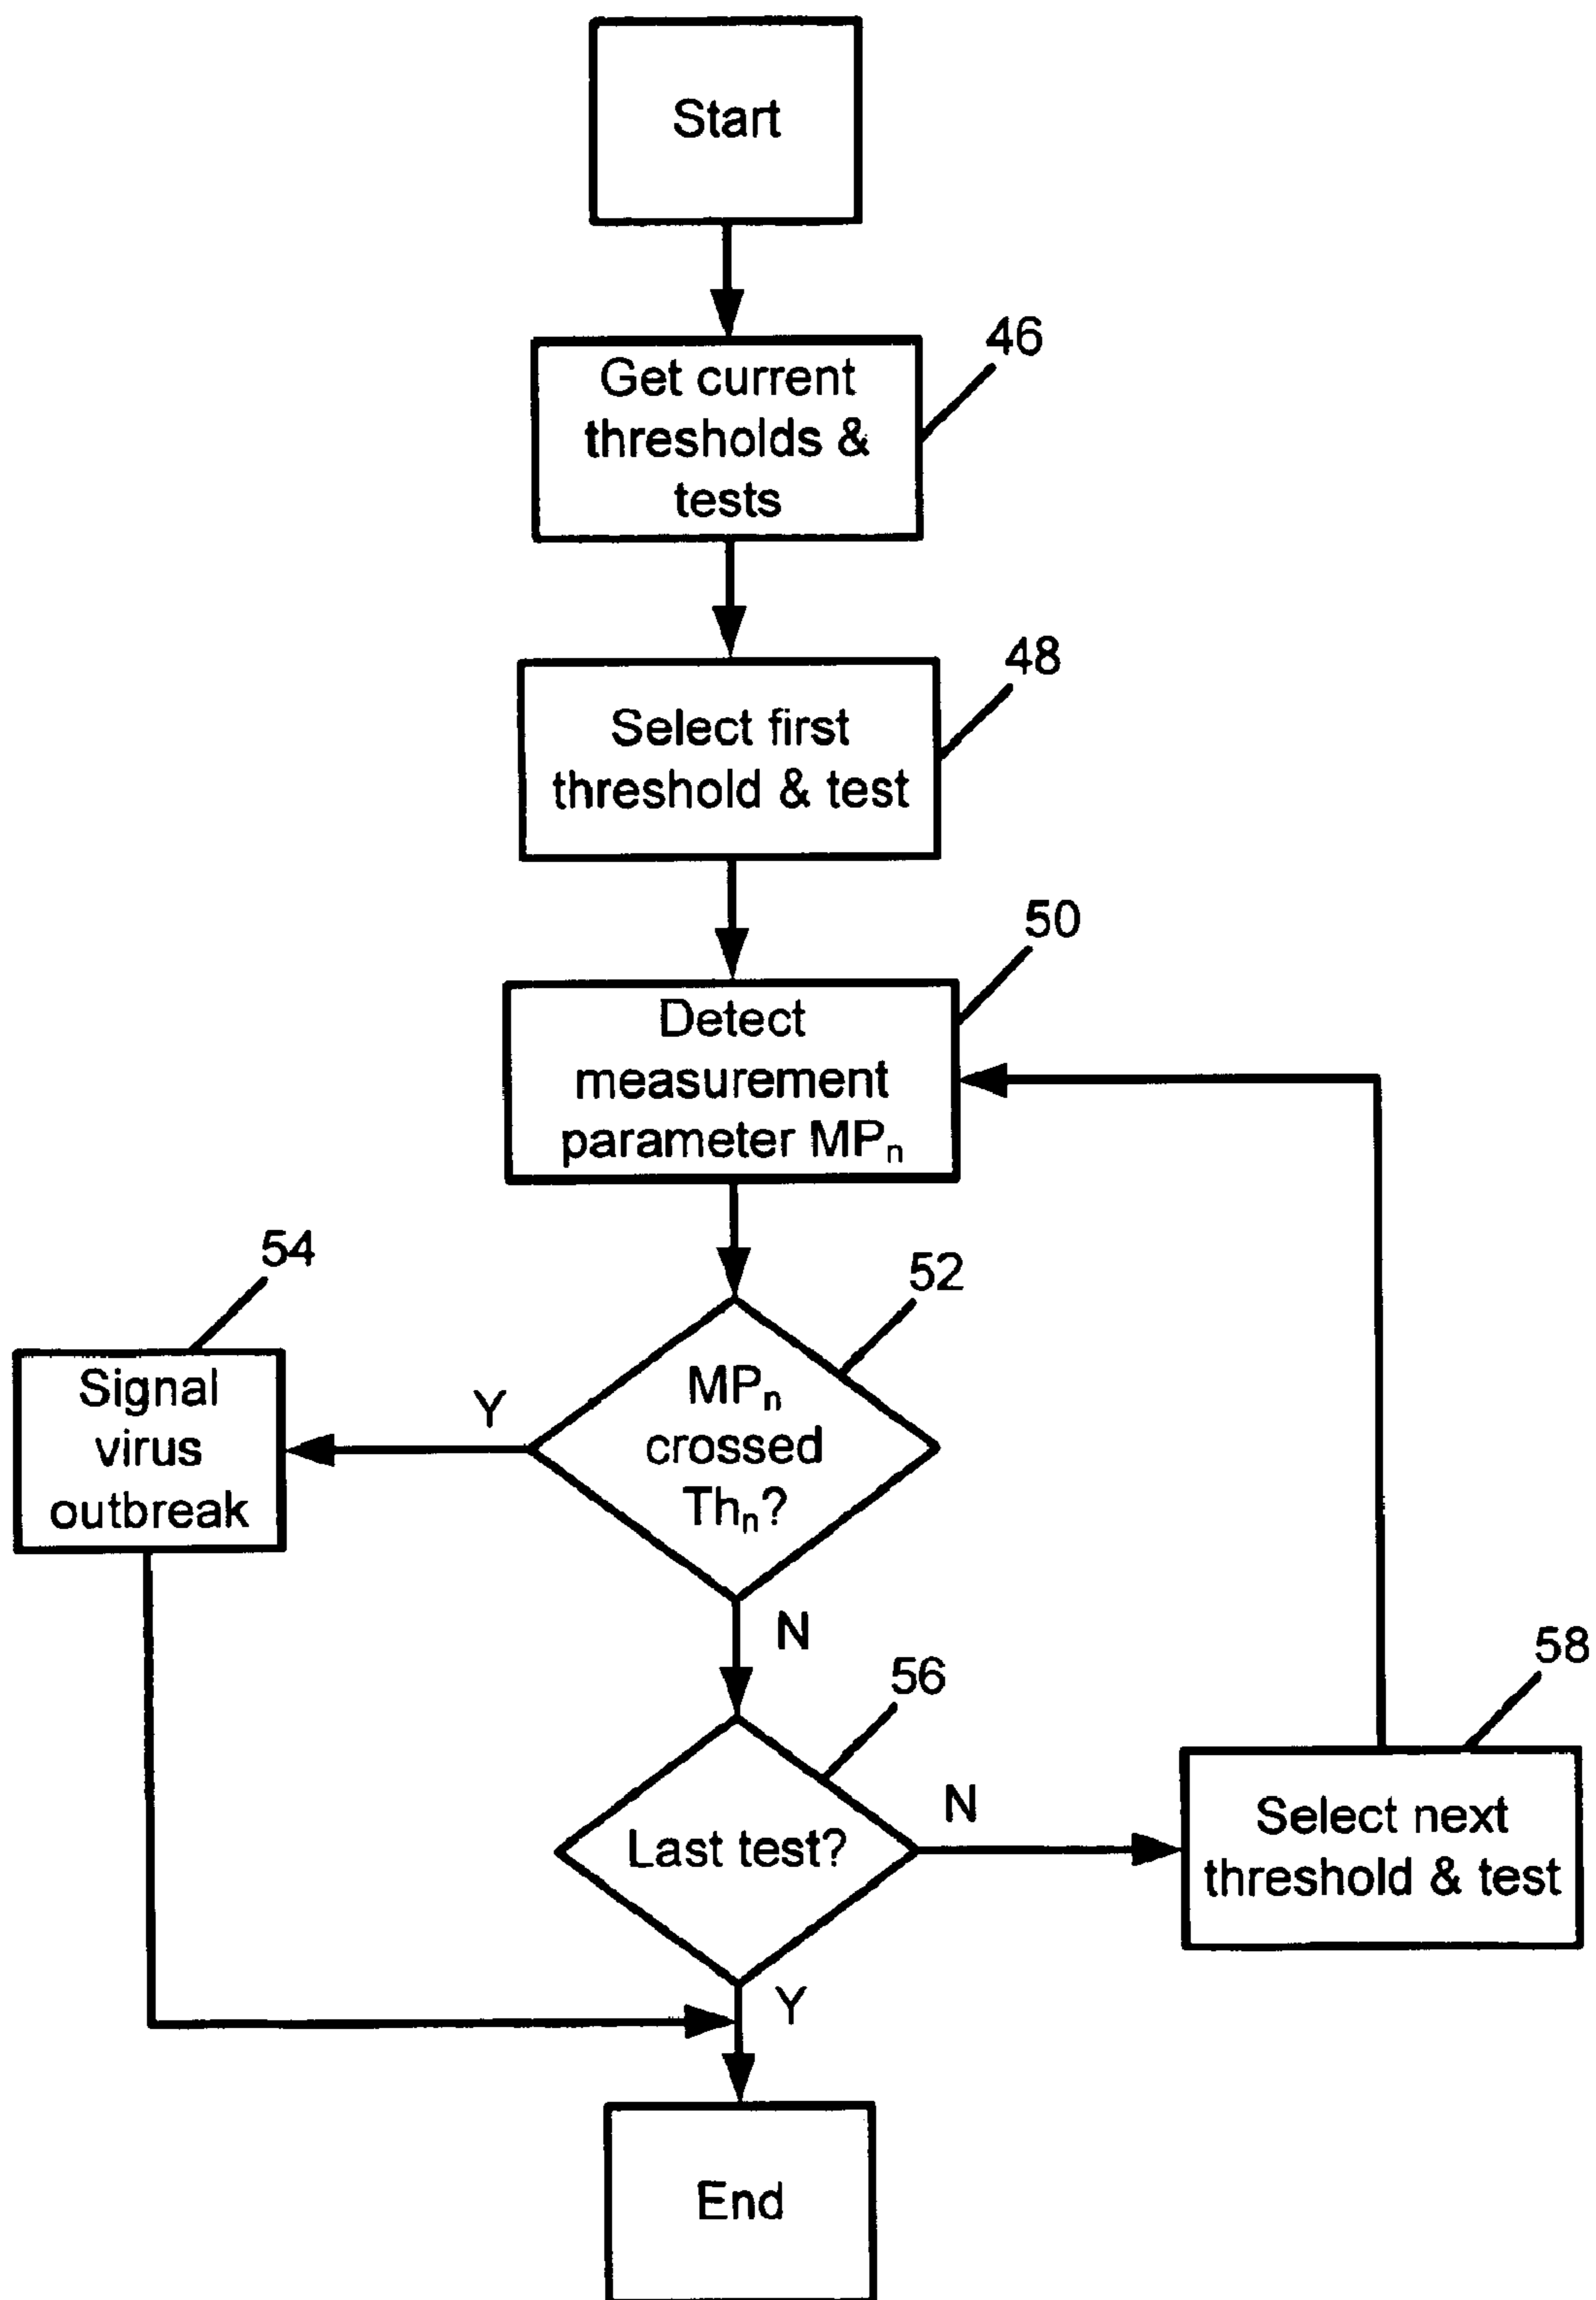 Start
46
Get current
thresholds &
tests
48
Select first
threshold & test
50
Detect
measurement
parameter MPₙ
54
52
Signal
virus
outbreak
Y
MPₙ
crossed
Thₙ?
N
56
58
Last test?
N
Select next
threshold & test
Y
End